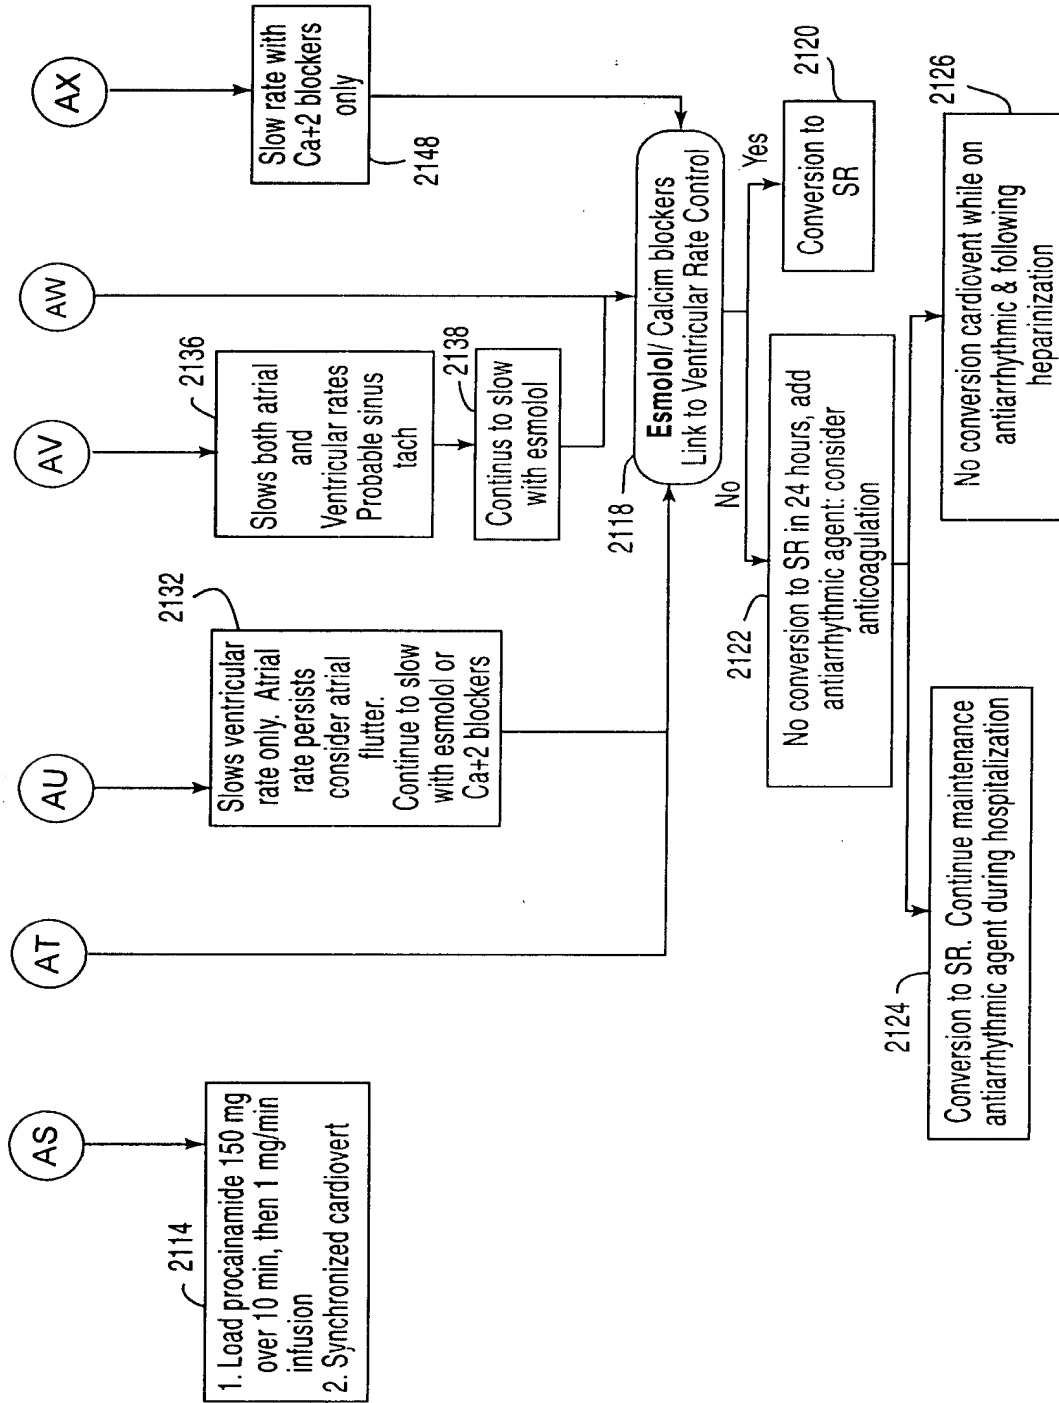 AS
2114
1. Load procainamide 150 mg
over 10 min, then 1 mg/min
infusion
2. Synchronized cardiovert
AT
AU
2132
Slows ventricular
rate only. Atrial
rate persists
consider atrial
flutter.
Continue to slow
with esmolol or
Ca+2 blockers
AV
2136
Slows both atrial
and
Ventricular rates
Probable sinus
tach
2138
Continus to slow
with esmolol
AW
AX
Slow rate with
Ca+2 blockers
only
2148
2118
Esmolol/ Calcim blockers
Link to Ventricular Rate Control
No
Yes
2120
Conversion to
SR
2122
No conversion to SR in 24 hours, add
antiarrhythmic agent: consider
anticoagulation
2124
Conversion to SR. Continue maintenance
antiarrhythmic agent during hospitalization
2126
No conversion cardiovent while on
antiarrhythmic & following
heparinization